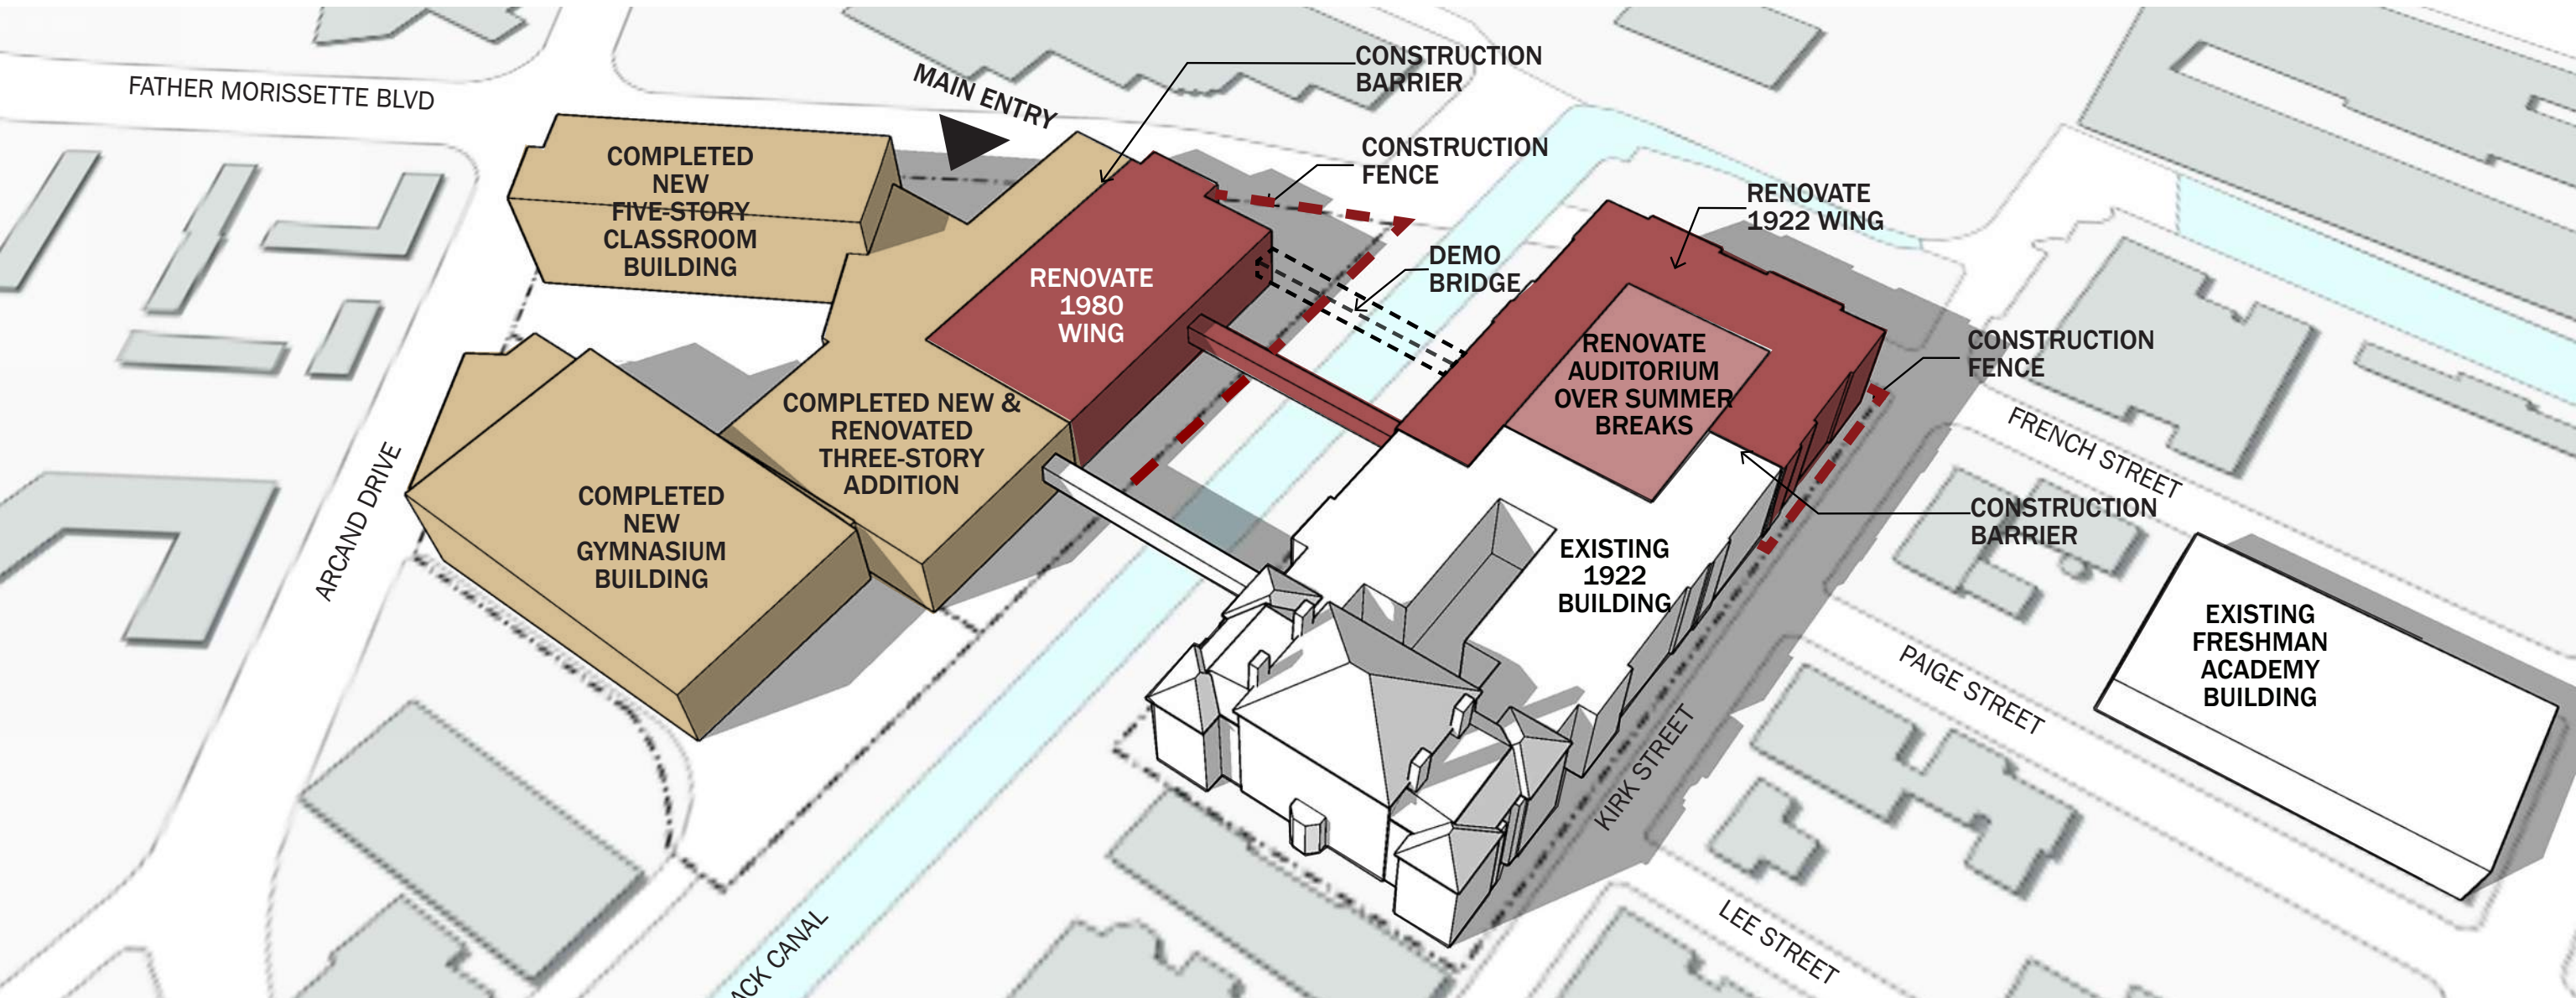 FATHER MORISSETTE BLVD
MAIN ENTRY
CONSTRUCTION
BARRIER
CONSTRUCTION
FENCE
COMPLETED
NEW
FIVE-STORY
CLASSROOM
BUILDING
RENOVATE
1922 WING
DEMO
BRIDGE
RENOVATE
1980
WING
RENOVATE
AUDITORIUM
OVER SUMMER
BREAKS
CONSTRUCTION
FENCE
COMPLETED NEW &
RENOVATED
THREE-STORY
ADDITION
FRENCH STREET
ARCAND DRIVE
COMPLETED
NEW
GYMNASIUM
BUILDING
CONSTRUCTION
BARRIER
EXISTING
1922
BUILDING
EXISTING
FRESHMAN
ACADEMY
BUILDING
PAIGE STREET
KIRK STREET
LEE STREET
ACK CANAL